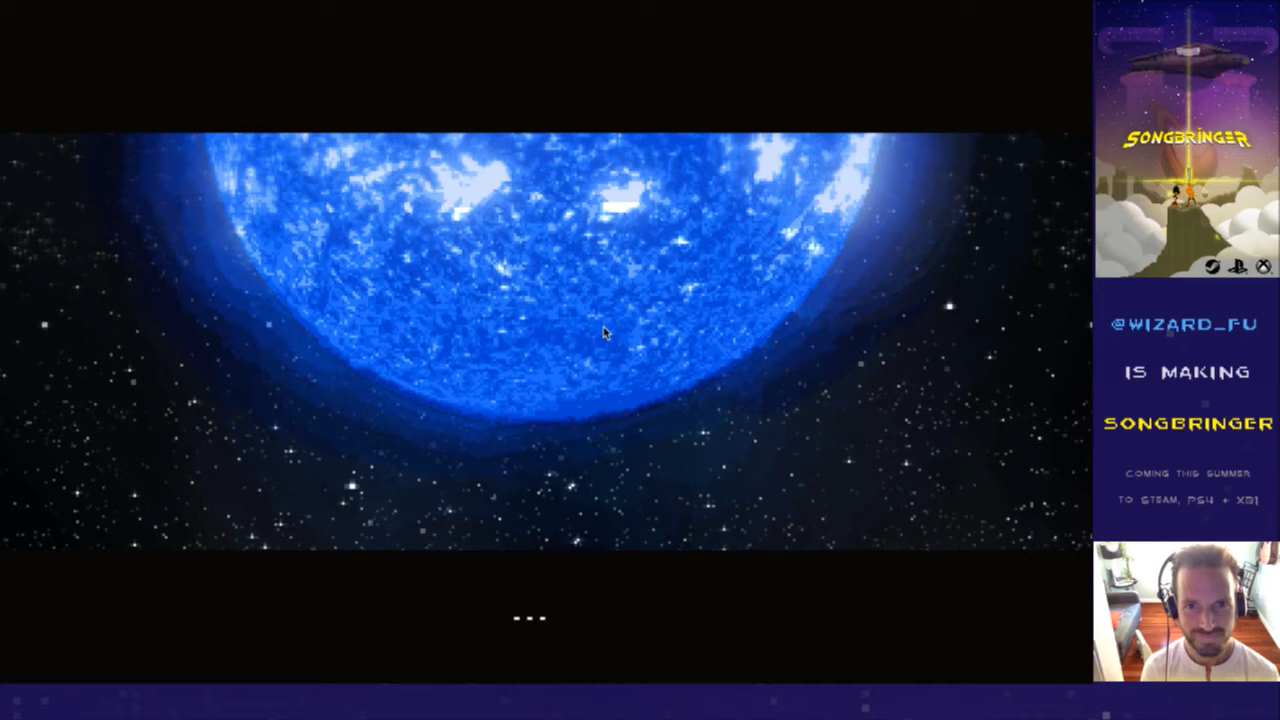 SONGBRINGER
@WIZARD_FU
IS MAKING
SONGBRINGER
COMING THIS SUMMER
TO STEAM, PS4 + XB1
...